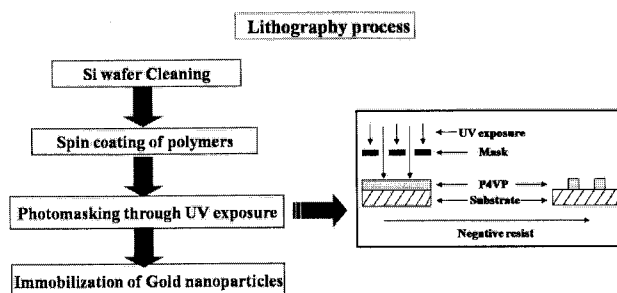 Lithography process
Si wafer Cleaning
Spin coating of polymers
Photomasking through UV exposure
Immobilization of Gold nanoparticles
UV exposure
Mask
P4VP
Substrate
Negative resist